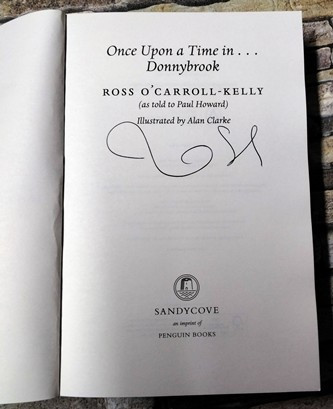 Once Upon a Time in . . .
Donnybrook
ROSS O'CARROLL-KELLY
(as told to Paul Howard)
Illustrated by Alan Clarke
SANDYCOVE
an imprint of
PENGUIN BOOKS